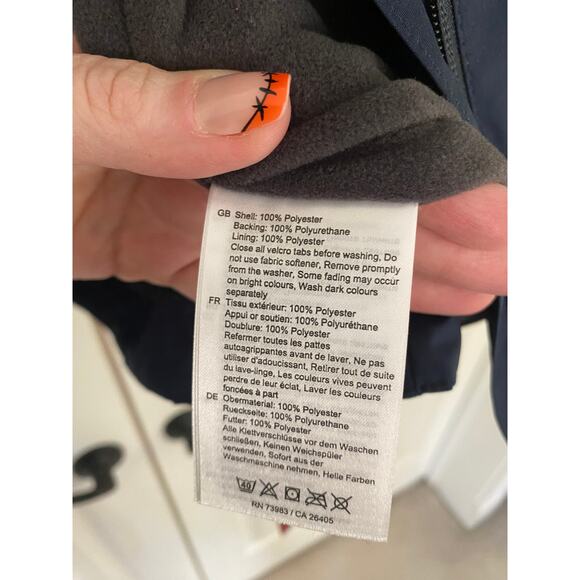 GB Shell: 100% Polyester
Backing: 100% Polyurethane
Lining: 100% Polyester
Close all velcro tabs before washing, Do
not use fabric softener, Remove promptly
from the washer, Some fading may occur
on bright colours, Wash dark colours
separately
FR Tissu extérieur: 100% Polyester
Appui or soutien: 100% Polyuréthane
Doublure: 100% Polyester
Refermer toutes les pattes
autoagrippantes avant de laver, Ne pas
utiliser d'adoucissant, Retirer tout de suite
du lave-linge, Les couleurs vives peuvent
perdre de leur éclat, Laver les couleurs
foncées à part
DE Obermaterial: 100% Polyester
Rueckseite: 100% Polyurethane
Futter: 100% Polyester
Alle Klettverschlüsse vor dem Waschen
schließen, Keinen Weichspüler
verwenden, Sofort aus der
Waschmaschine nehmen, Helle Farben
40
RN 73983 / CA 26405